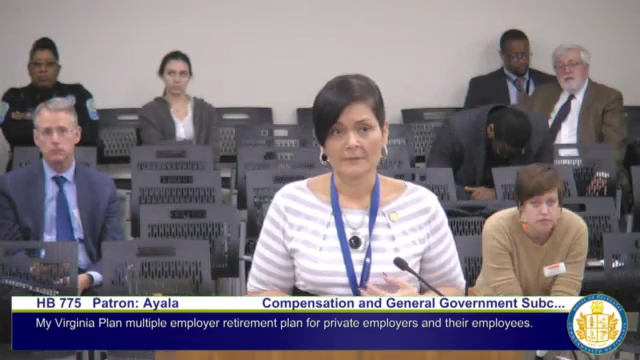 HB 775 Patron: Ayala Compensation and General Government Subc...
My Virginia Plan multiple employer retirement plan for private employers and their employees.